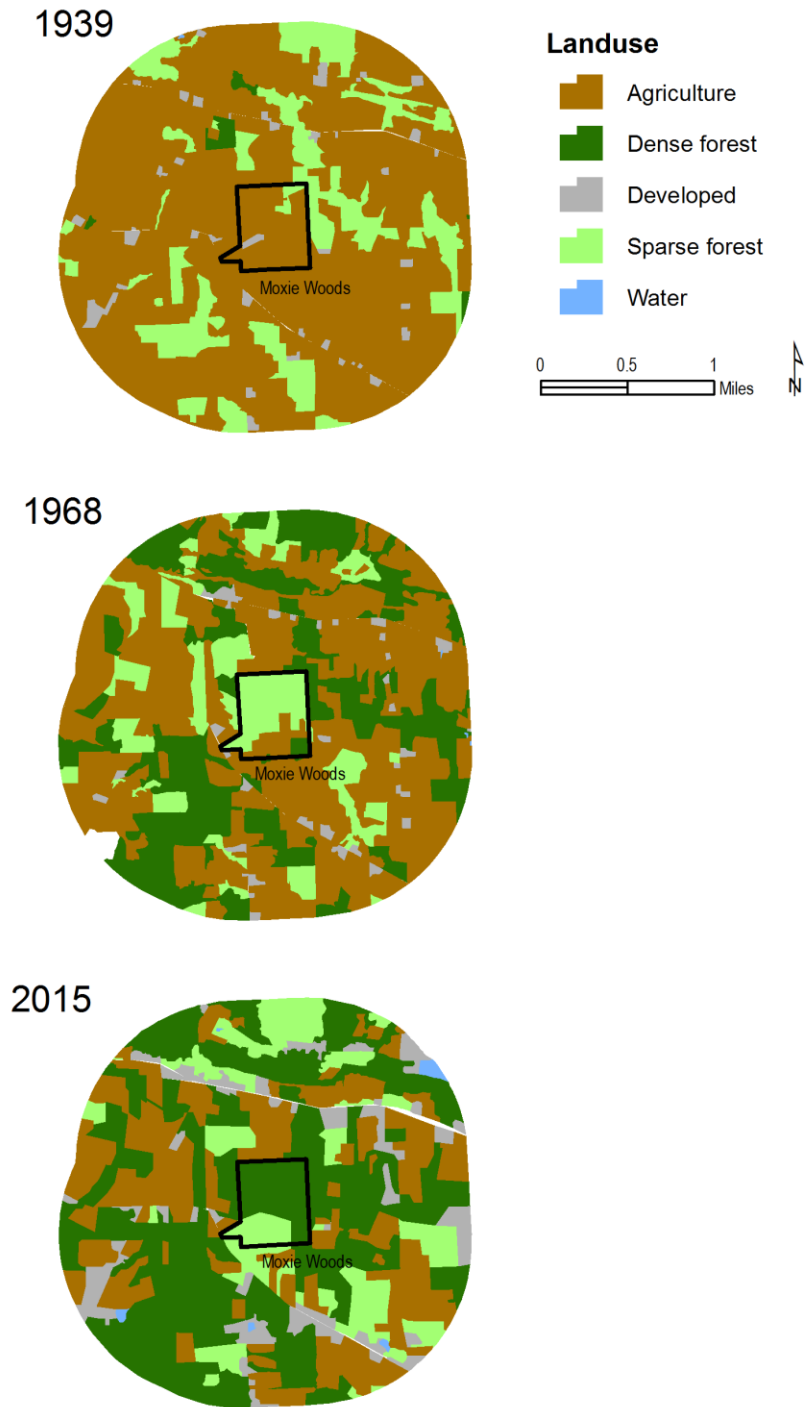 1939
Landuse
Agriculture
Dense forest
Developed
Sparse forest
Water
0 0.5 1
Miles
N
Moxie Woods
1968
Moxie Woods
2015
Moxie Woods